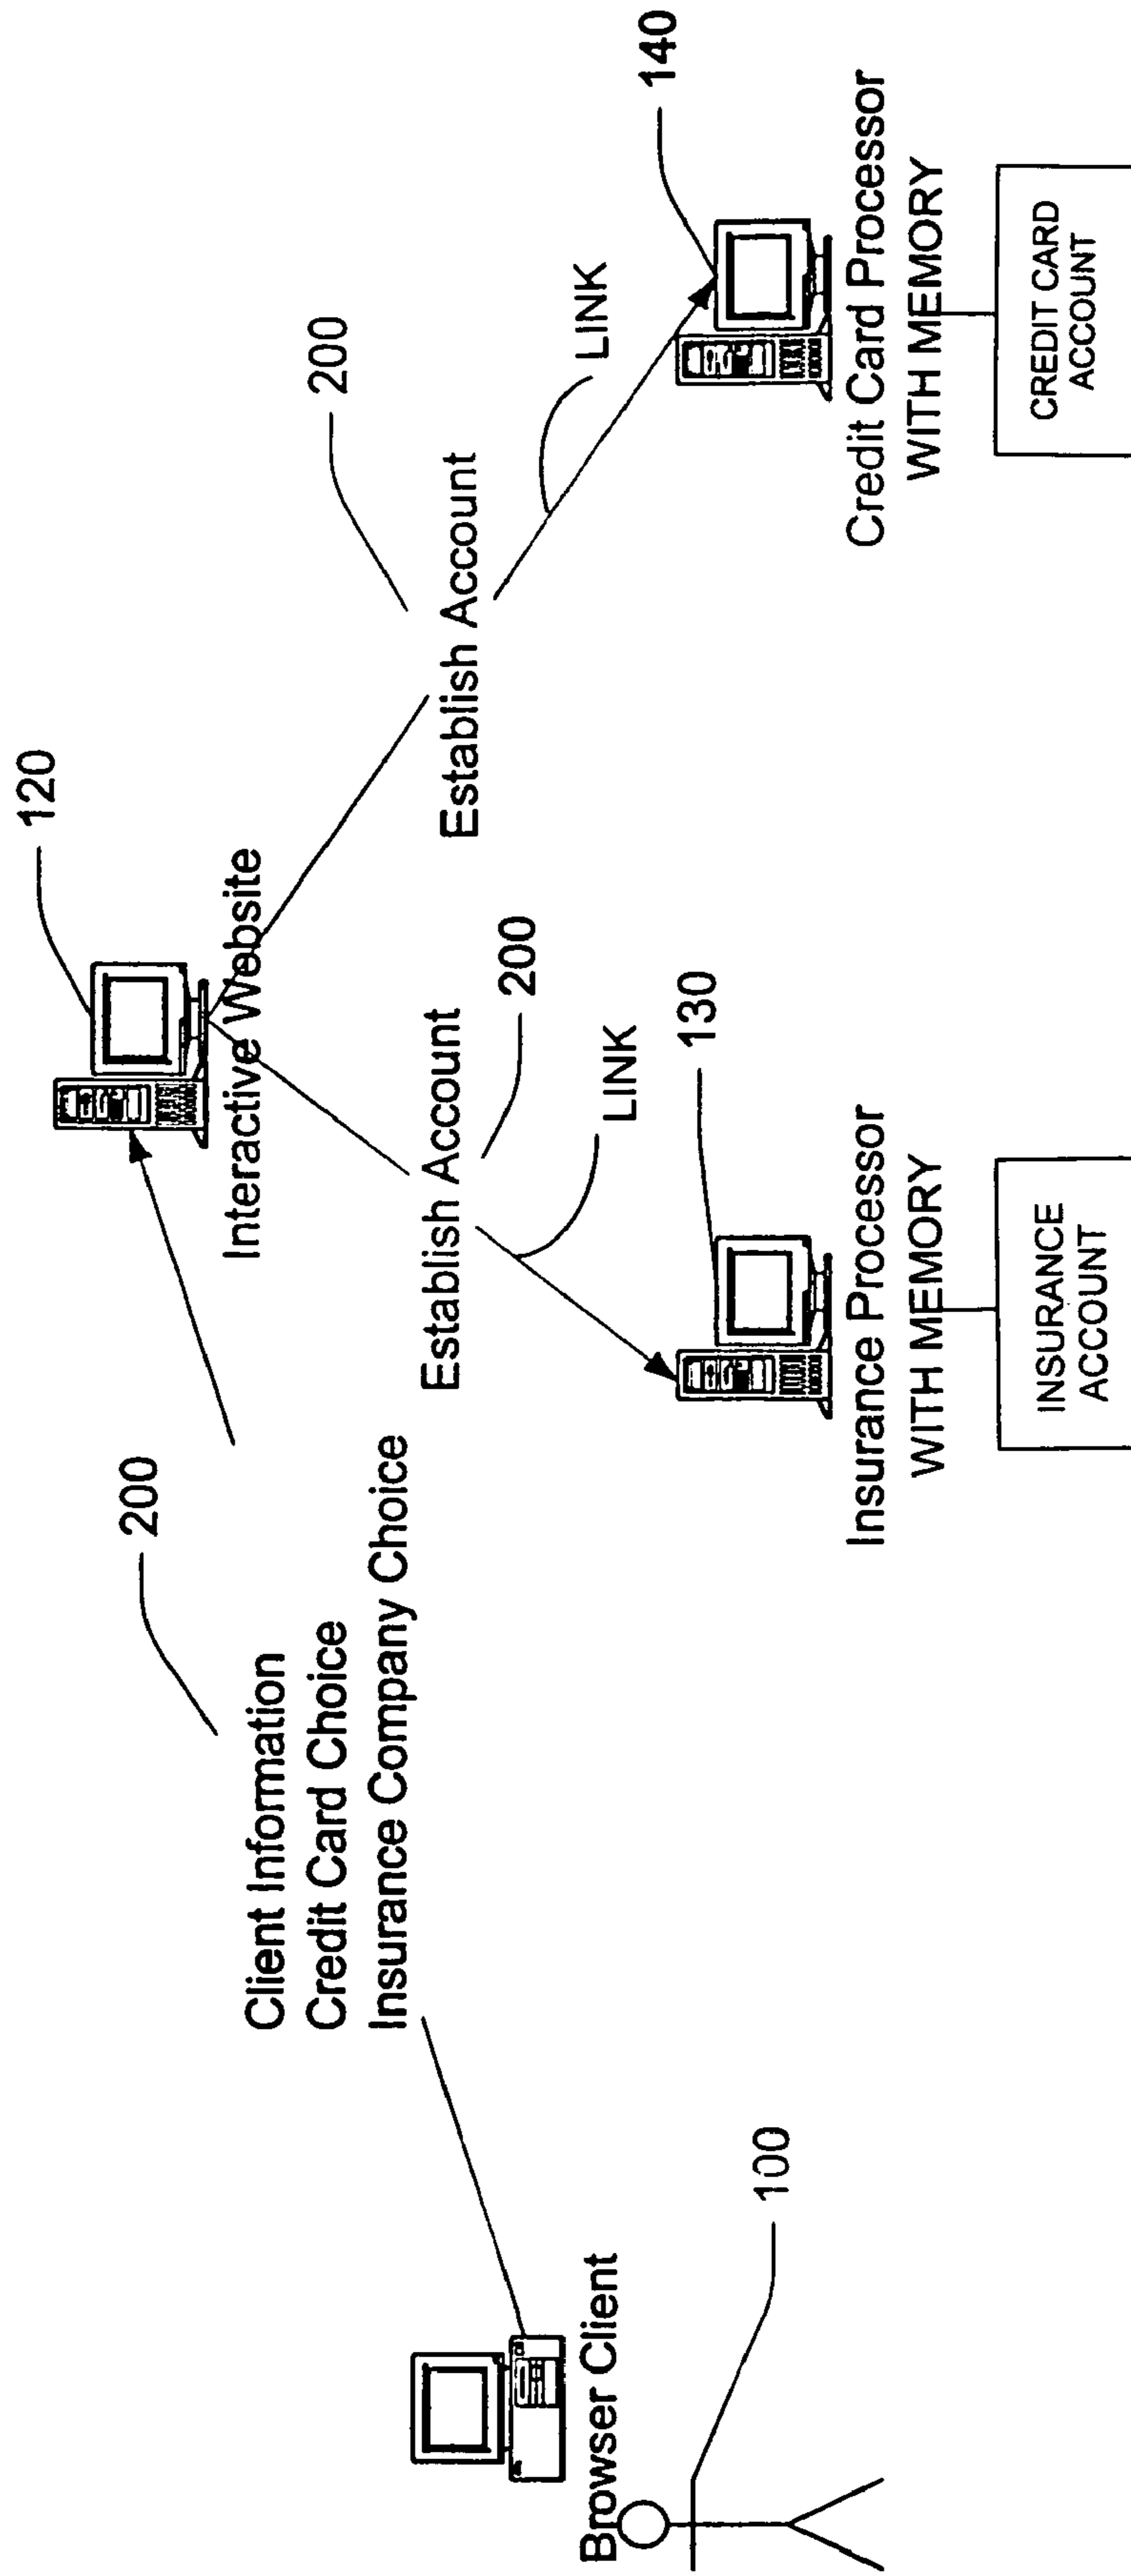 120
Interactive Website
200
Client Information
Credit Card Choice
Insurance Company Choice
200
Establish Account
LINK
200
Establish Account
LINK
Browser Client
100
130
Insurance Processor
WITH MEMORY
INSURANCE
ACCOUNT
140
Credit Card Processor
WITH MEMORY
CREDIT CARD
ACCOUNT